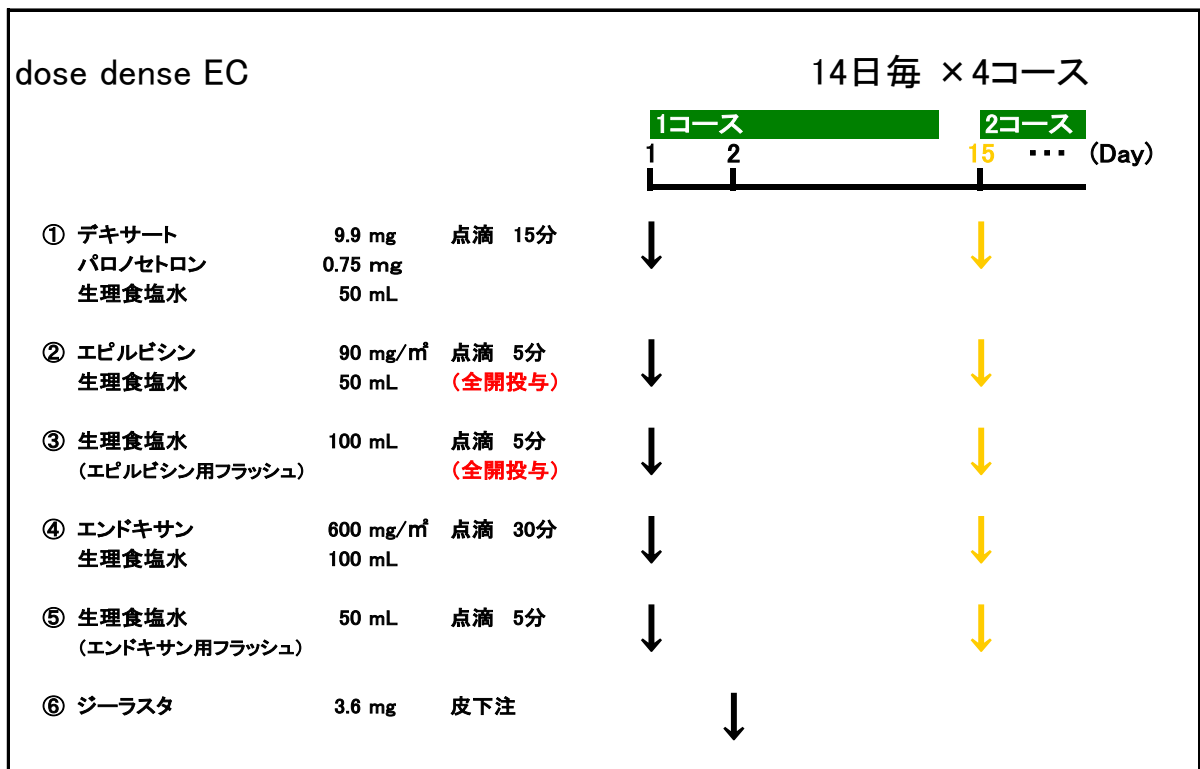 dose dense EC 14日毎 ×4コース
1コース 2コース
1 2 15 ・・・ (Day)
① デキサート 9.9 mg 点滴 15分
パロノセトロン 0.75 mg
生理食塩水 50 mL
② エピルビシン 90 mg/㎡ 点滴 5分
生理食塩水 50 mL (全開投与)
③ 生理食塩水 100 mL 点滴 5分
(エピルビシン用フラッシュ) (全開投与)
④ エンドキサン 600 mg/㎡ 点滴 30分
生理食塩水 100 mL
⑤ 生理食塩水 50 mL 点滴 5分
(エンドキサン用フラッシュ)
⑥ ジーラスタ 3.6 mg 皮下注